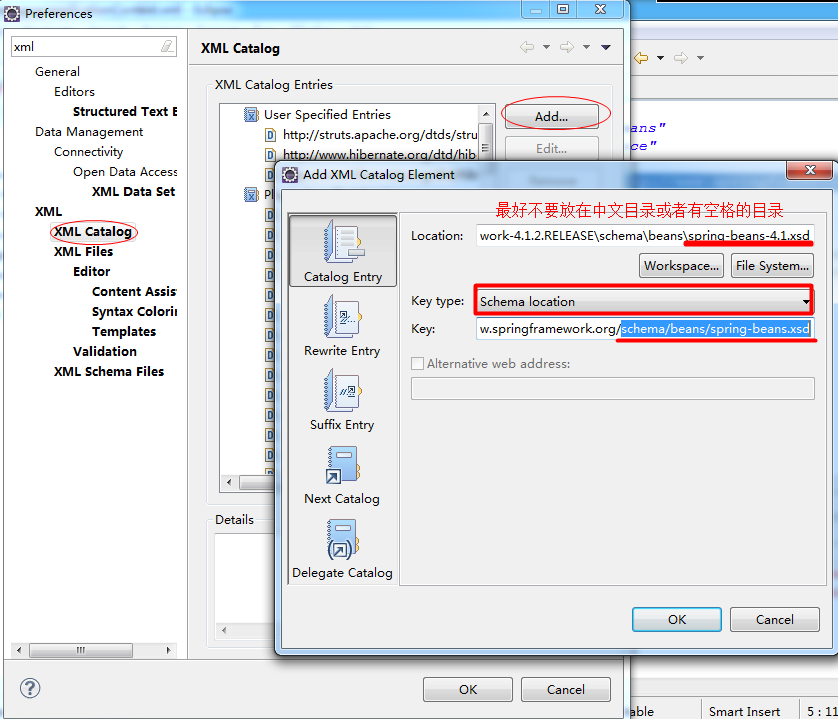 Preferences
xml
XML Catalog
General
Editors
Structured Text E
Data Management
Connectivity
Open Data Access
XML Data Set
XML
XML Catalog
XML Files
Editor
Content Assis
Syntax Colorin
Templates
Validation
XML Schema Files
XML Catalog Entries
User Specified Entries
http://struts.apache.org/dtds/stru
http://www.hibernate.org/dtd/hib
Pl
Add...
Edit...
Details
ans"
ce"
Add XML Catalog Element
最好不要放在中文目录或者有空格的目录
Catalog Entry
Rewrite Entry
Suffix Entry
Next Catalog
Delegate Catalog
Location: work-4.1.2.RELEASE\schema\beans\spring-beans-4.1.xsd
Workspace... File System...
Key type: Schema location
Key: w.springframework.org/schema/beans/spring-beans.xsd
Alternative web address:
OK Cancel
OK Cancel
able Smart Insert 5 : 11